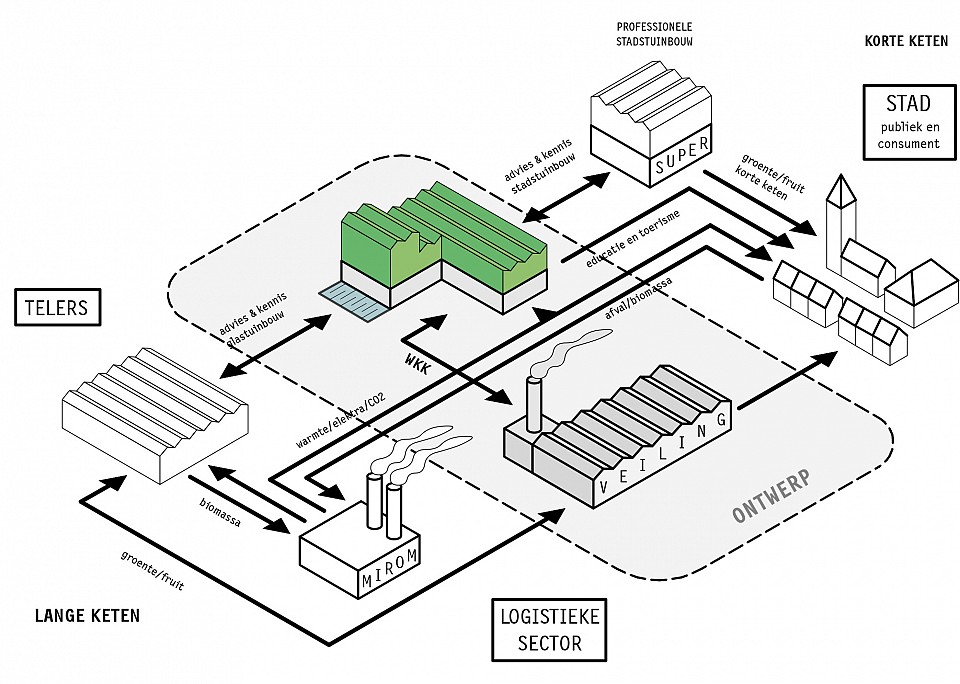 PROFESSIONELE
STADSTUINBOUW
KORTE KETEN
STAD
publiek en
consument
SUPER
advies & kennis
stadstuinbouw
groente/fruit
korte keten
educatie en toerisme
afval/biomassa
TELERS
advies & kennis
glastuinbouw
WKK
warmte/elektra/CO2
VEILING
ONTWERP
biomassa
MIROM
groente/fruit
LANGE KETEN
LOGISTIEKE
SECTOR